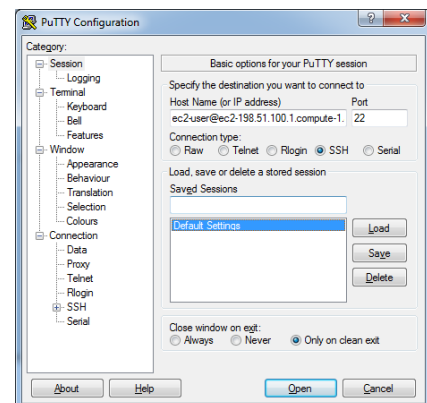 PuTTY Configuration
Category:
Session
Logging
Terminal
Keyboard
Bell
Features
Window
Appearance
Behaviour
Translation
Selection
Colours
Connection
Data
Proxy
Telnet
Rlogin
SSH
Serial
Basic options for your PuTTY session
Specify the destination you want to connect to
Host Name (or IP address) Port
ec2-user@ec2-198.51.100.1.compute-1. 22
Connection type:
Raw Telnet Rlogin SSH Serial
Load, save or delete a stored session
Saved Sessions
Default Settings
Load
Save
Delete
Close window on exit:
Always Never Only on clean exit
About Help Open Cancel